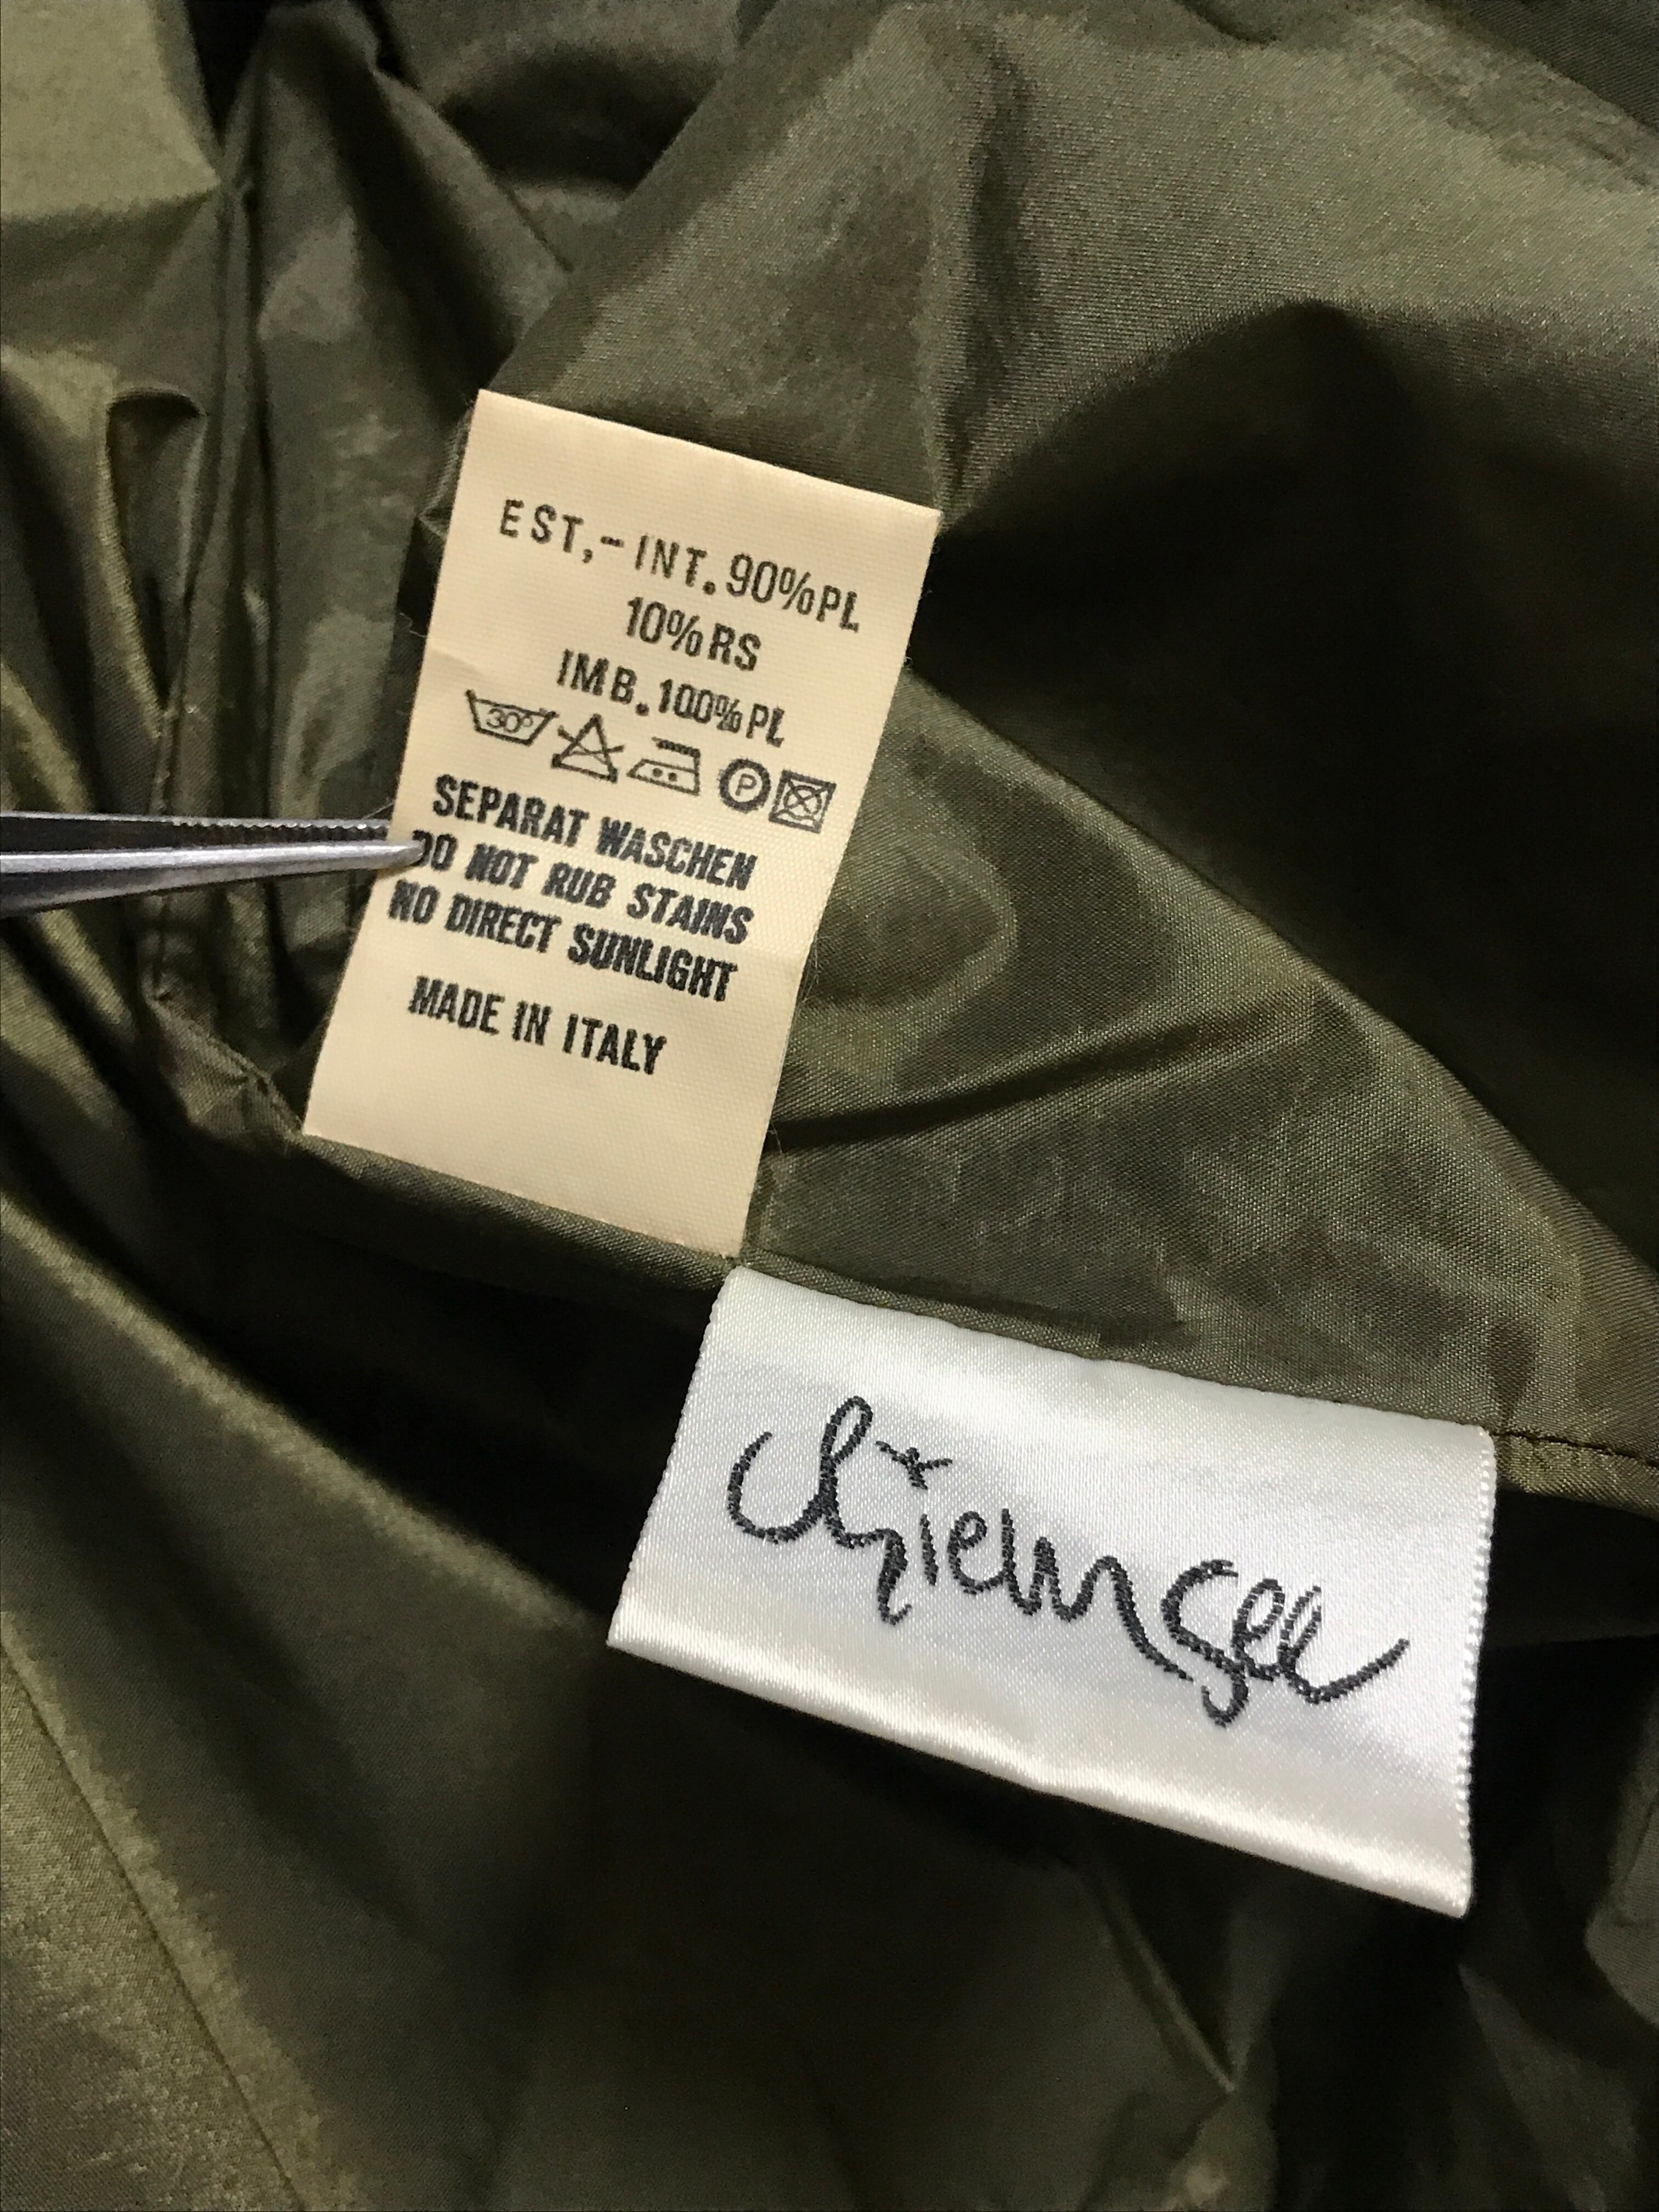 EST,-INT.90%PL
10%RS
IMB.100%PL
30° P
SEPARAT WASCHEN
DO NOT RUB STAINS
NO DIRECT SUNLIGHT
MADE IN ITALY
chiemsee